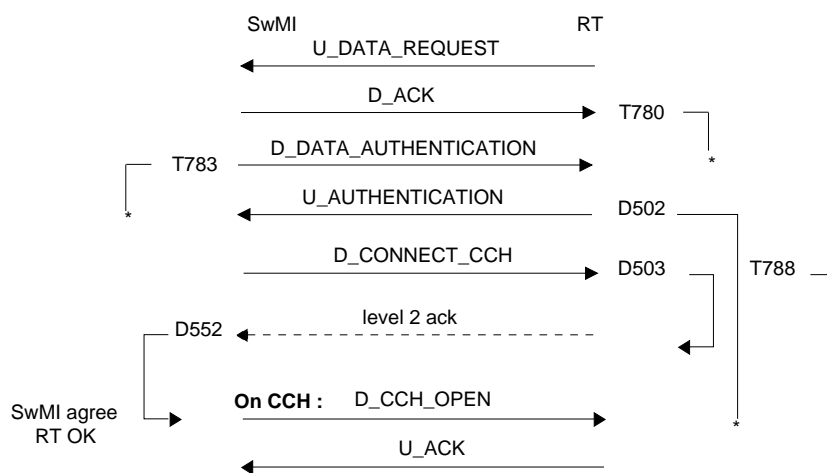 SwMI RT
U_DATA_REQUEST
D_ACK
T780
*
T783
D_DATA_AUTHENTICATION
*
U_AUTHENTICATION
D502
D_CONNECT_CCH
D503
T788
D552
level 2 ack
SwMI agree
RT OK
On CCH : D_CCH_OPEN
*
U_ACK